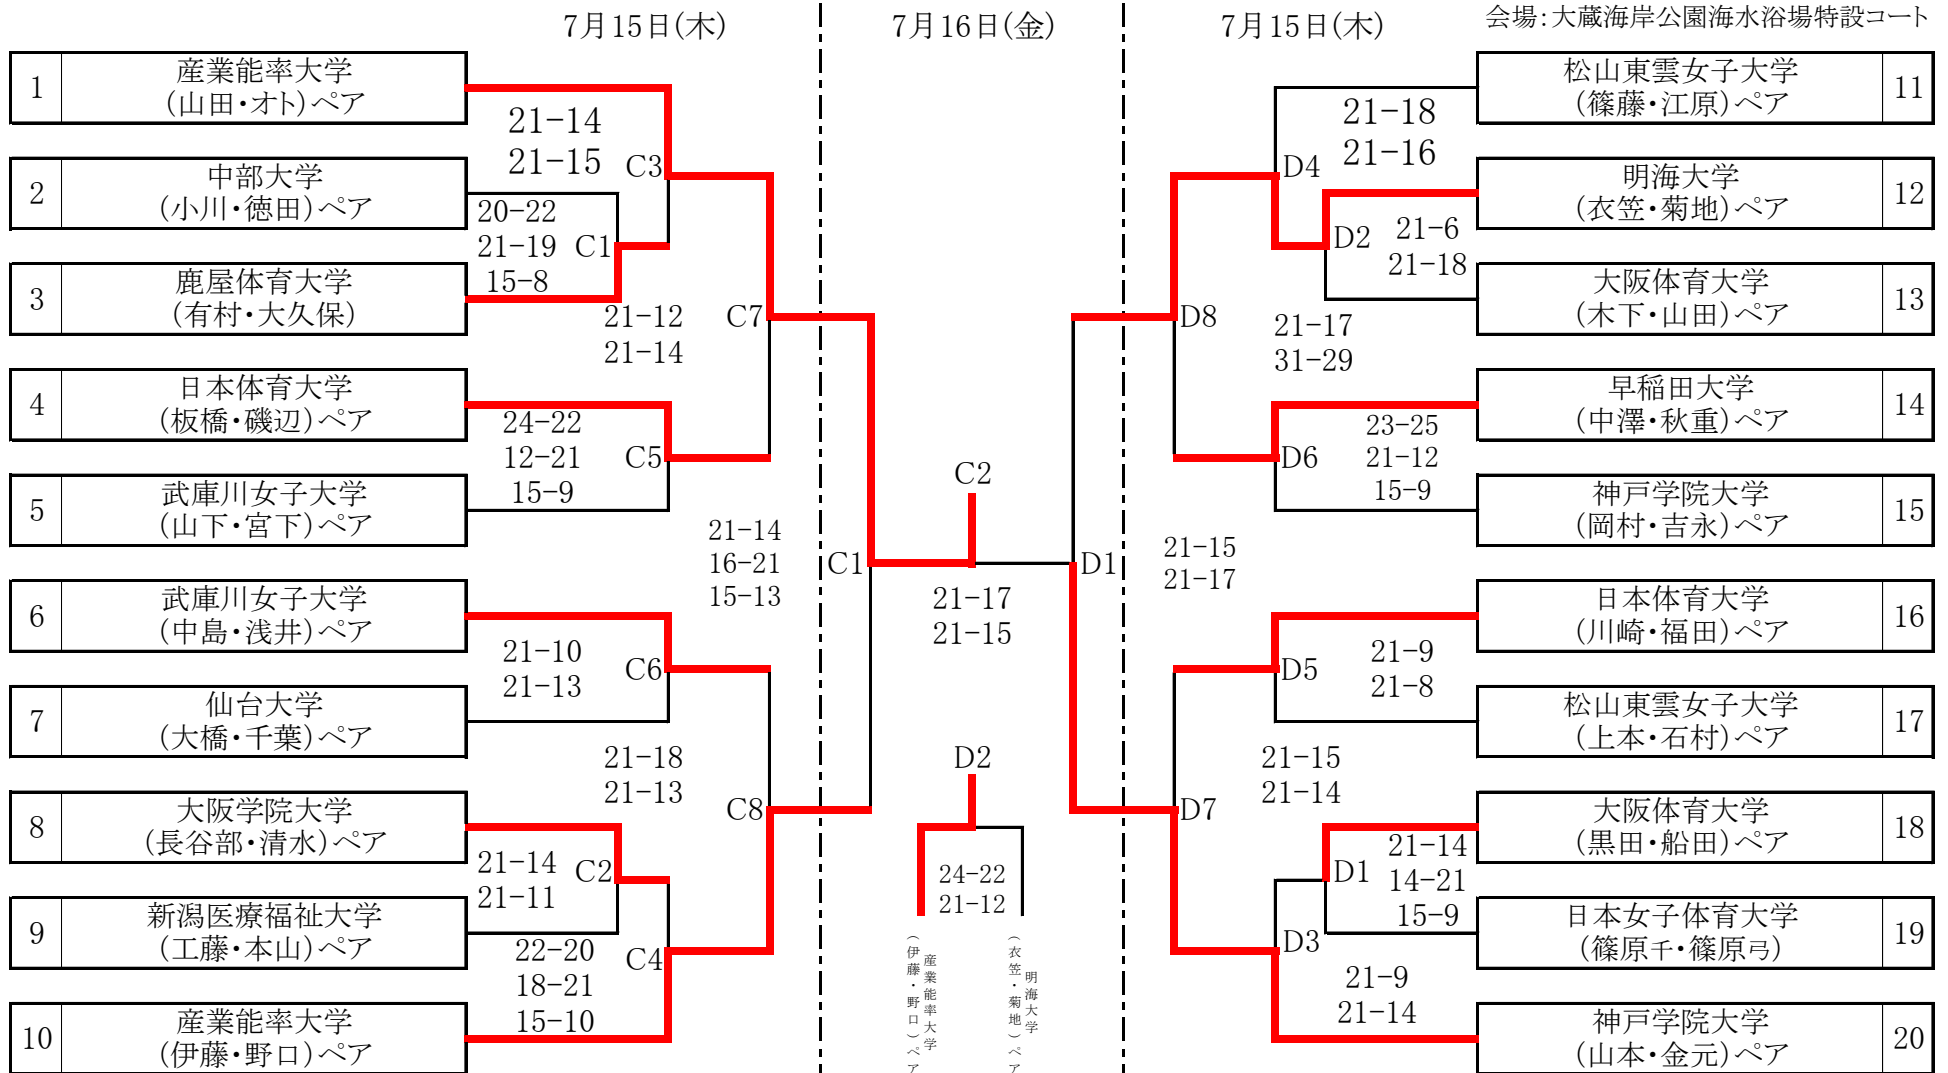 7月15日(木)
7月16日(金)
7月15日(木)
会場：大蔵海岸公園海水浴場特設コート
1
産業能率大学
(山田・オト)ペア
2
中部大学
(小川・徳田)ペア
3
鹿屋体育大学
(有村・大久保)
4
日本体育大学
(板橋・磯辺)ペア
5
武庫川女子大学
(山下・宮下)ペア
6
武庫川女子大学
(中島・浅井)ペア
7
仙台大学
(大橋・千葉)ペア
8
大阪学院大学
(長谷部・清水)ペア
9
新潟医療福祉大学
(工藤・本山)ペア
10
産業能率大学
(伊藤・野口)ペア
21-14
21-15
C3
20-22
21-19
15-8
C1
21-12
21-14
C7
24-22
12-21
15-9
C5
21-14
16-21
15-13
C1
21-10
21-13
C6
21-18
21-13
C8
21-14
21-11
C2
22-20
18-21
15-10
C4
C2
21-17
21-15
D2
24-22
21-12
産業能率大学
(伊藤・野口)ペア
明海大学
(衣笠・菊地)ペア
21-18
21-16
D4
D2
21-6
21-18
D8
21-17
31-29
D6
23-25
21-12
15-9
D1
21-15
21-17
D5
21-9
21-8
D7
21-15
21-14
D1
21-14
14-21
15-9
D3
21-9
21-14
松山東雲女子大学
(篠藤・江原)ペア
11
明海大学
(衣笠・菊地)ペア
12
大阪体育大学
(木下・山田)ペア
13
早稲田大学
(中澤・秋重)ペア
14
神戸学院大学
(岡村・吉永)ペア
15
日本体育大学
(川崎・福田)ペア
16
松山東雲女子大学
(上本・石村)ペア
17
大阪体育大学
(黒田・船田)ペア
18
日本女子体育大学
(篠原千・篠原弓)
19
神戸学院大学
(山本・金元)ペア
20